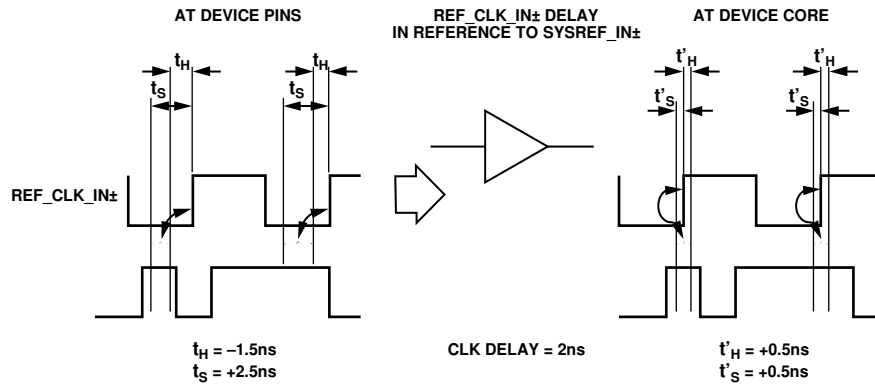 AT DEVICE PINS
REF_CLK_IN± DELAY
IN REFERENCE TO SYSREF_IN±
AT DEVICE CORE
tH
tH
t’H
t’H
tS
tS
t’S
t’S
REF_CLK_IN±
tH = –1.5ns
tS = +2.5ns
CLK DELAY = 2ns
t’H = +0.5ns
t’S = +0.5ns